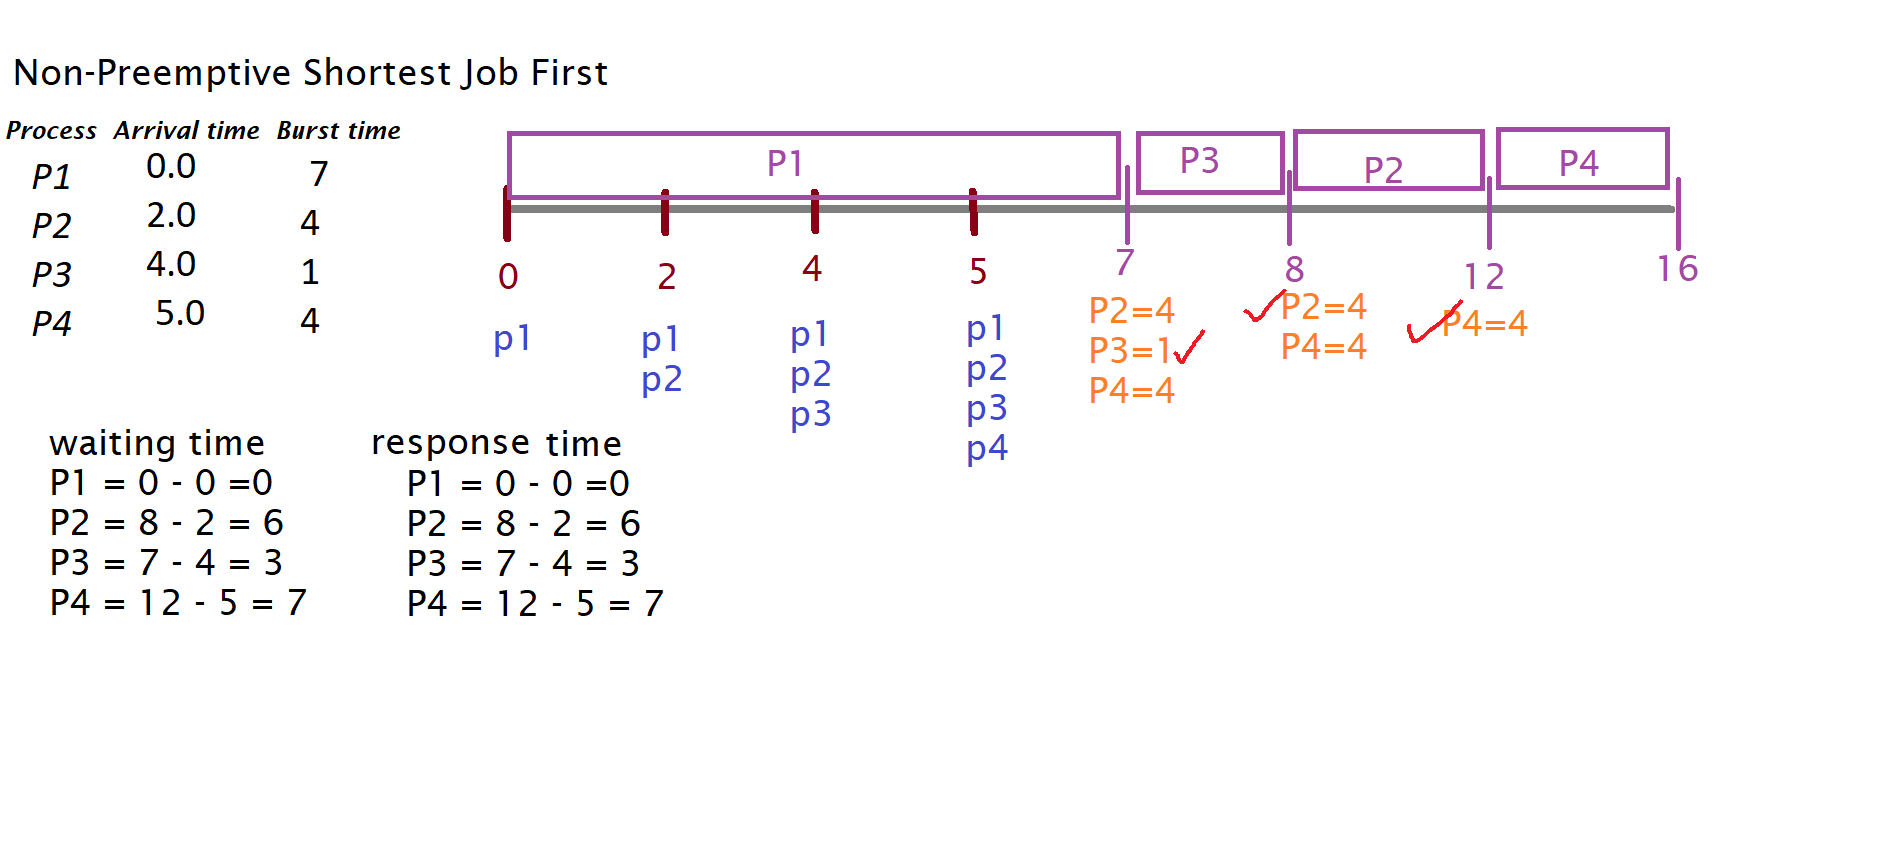 Non-Preemptive Shortest Job First
Process Arrival time Burst time
P1 0.0 7
P2 2.0 4
P3 4.0 1
P4 5.0 4
P1 P3 P2 P4
0 2 4 5 7 8 12 16
p1
p1
p2
p1
p2
p3
p1
p2
p3
p4
P2=4
P3=1
P4=4
P2=4
P4=4
P4=4
waiting time
P1 = 0 - 0 =0
P2 = 8 - 2 = 6
P3 = 7 - 4 = 3
P4 = 12 - 5 = 7
response time
P1 = 0 - 0 =0
P2 = 8 - 2 = 6
P3 = 7 - 4 = 3
P4 = 12 - 5 = 7